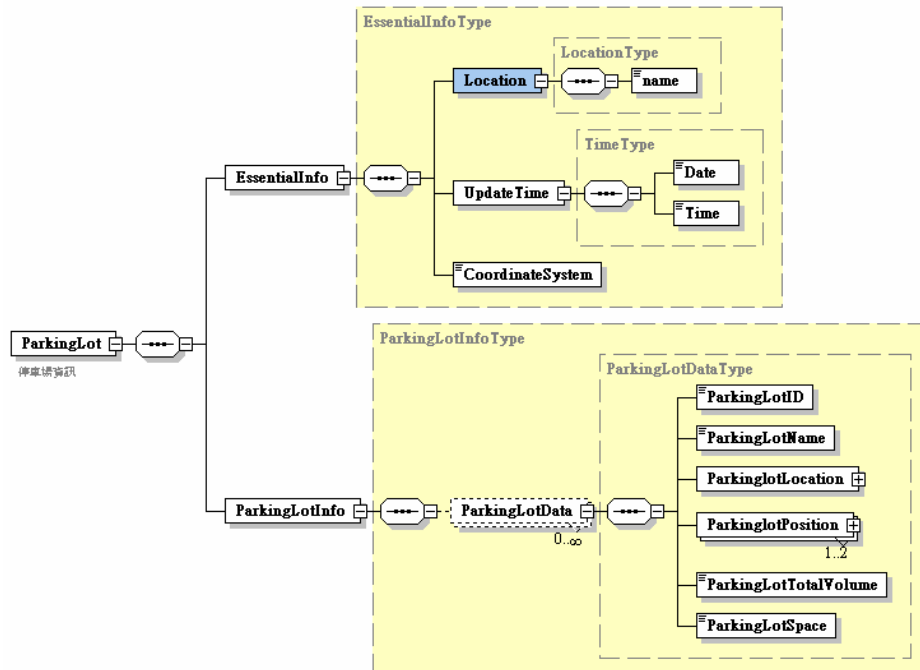 EssentialInfoType
LocationType
Location
name
TimeType
EssentialInfo
Date
UpdateTime
Time
CoordinateSystem
ParkingLot
停車場資訊
ParkingLotInfoType
ParkingLotDataType
ParkingLotID
ParkingLotName
ParkinglotLocation
ParkingLotInfo
ParkingLotData
0..∞
ParkinglotPosition
1..2
ParkingLotTotalVolume
ParkingLotSpace